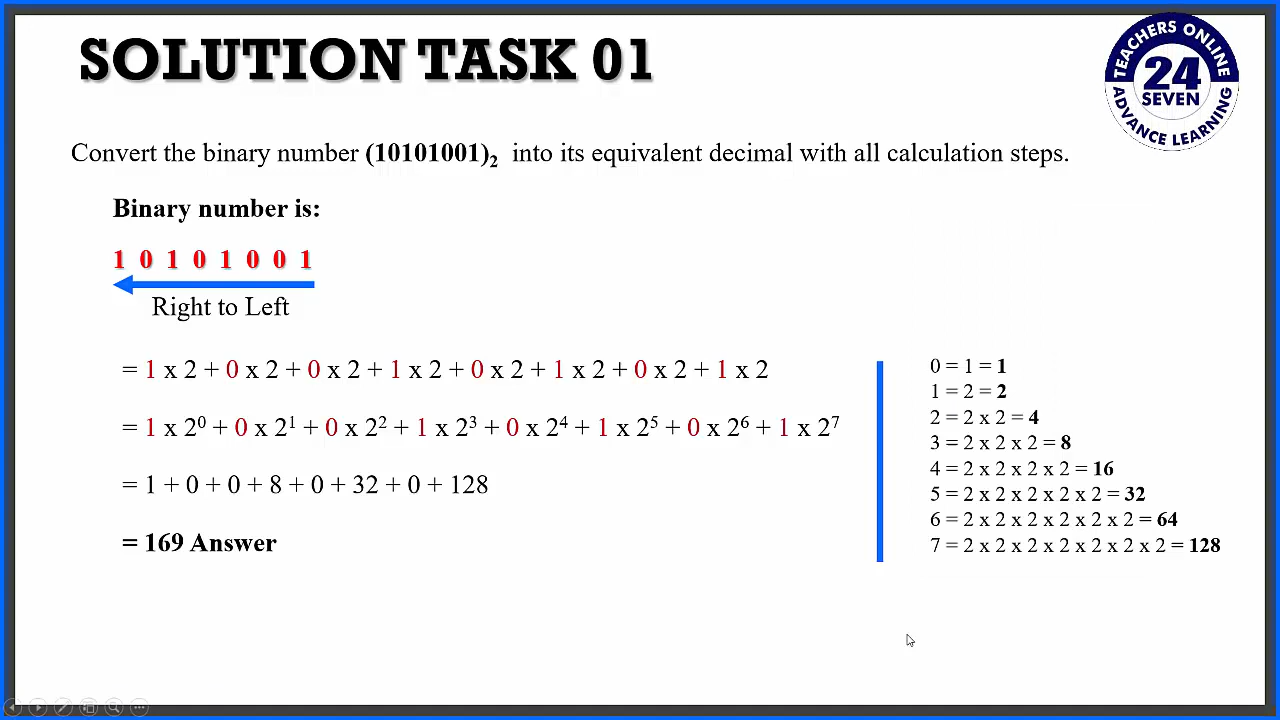 SOLUTION TASK 01
TEACHERS ONLINE
24
SEVEN
ADVANCE LEARNING
Convert the binary number (10101001)₂ into its equivalent decimal with all calculation steps.
Binary number is:
1 0 1 0 1 0 0 1
Right to Left
= 1 x 2 + 0 x 2 + 0 x 2 + 1 x 2 + 0 x 2 + 1 x 2 + 0 x 2 + 1 x 2
= 1 x 2⁰ + 0 x 2¹ + 0 x 2² + 1 x 2³ + 0 x 2⁴ + 1 x 2⁵ + 0 x 2⁶ + 1 x 2⁷
= 1 + 0 + 0 + 8 + 0 + 32 + 0 + 128
= 169 Answer
0 = 1 = 1
1 = 2 = 2
2 = 2 x 2 = 4
3 = 2 x 2 x 2 = 8
4 = 2 x 2 x 2 x 2 = 16
5 = 2 x 2 x 2 x 2 x 2 = 32
6 = 2 x 2 x 2 x 2 x 2 x 2 = 64
7 = 2 x 2 x 2 x 2 x 2 x 2 x 2 = 128